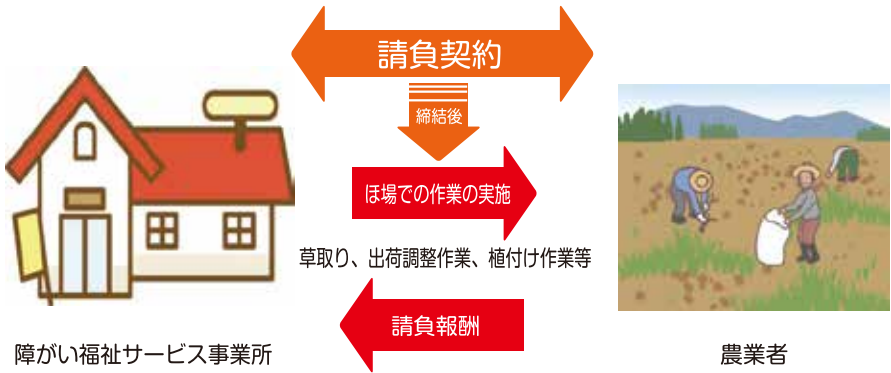 請負契約
締結後
ほ場での作業の実施
草取り、出荷調整作業、植付け作業等
請負報酬
障がい福祉サービス事業所
農業者